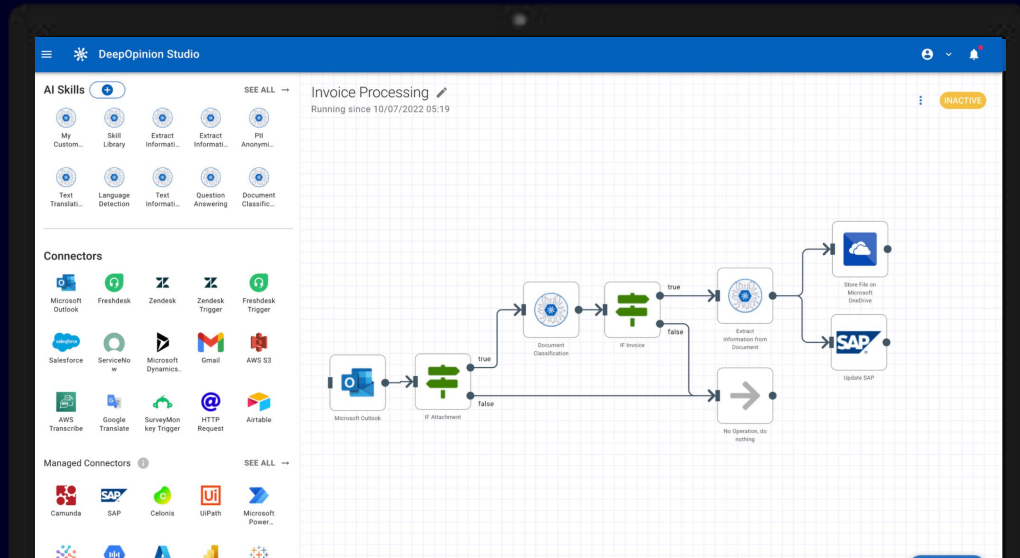 DeepOpinion Studio
AI Skills
SEE ALL →
My Custom...
Skill Library
Extract Informati...
Extract Informati...
PII Anonymi...
Text Translati...
Language Detection
Text Informati...
Question Answering
Document Classific...
Connectors
Microsoft Outlook
Freshdesk
Zendesk
Zendesk Trigger
Freshdesk Trigger
salesforce
Salesforce
ServiceNo
w
Microsoft Dynamics..
Gmail
AWS S3
AWS Transcribe
Google Translate
SurveyMon
key Trigger
HTTP Request
Airtable
Managed Connectors
SEE ALL →
Camunda
SAP
SAP
Celonis
Ui
UiPath
Microsoft Power...
Invoice Processing
Running since 10/07/2022 05:19
INACTIVE
Microsoft Outlook
IF Attachment
true
false
Document
Classification
IF Invoice
true
false
Extract
Information from
Document
No Operation, do
nothing
Store File on
Microsoft
OneDrive
SAP
Update SAP